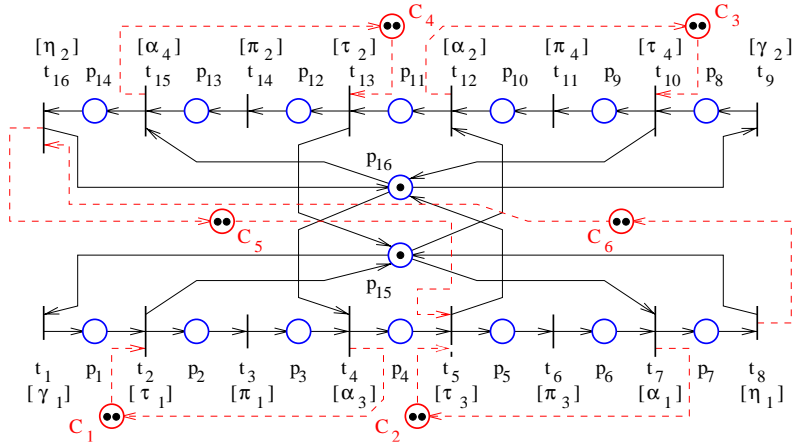 C₄ C₃
[η₂] [α₄] [π₂] [τ₂] [α₂] [π₄] [τ₄] [γ₂]
t₁₆ p₁₄ t₁₅ p₁₃ t₁₄ p₁₂ t₁₃ p₁₁ t₁₂ p₁₀ t₁₁ p₉ t₁₀ p₈ t₉
p₁₆
C₅ C₆
p₁₅
t₁ p₁ t₂ p₂ t₃ p₃ t₄ p₄ t₅ p₅ t₆ p₆ t₇ p₇ t₈
[γ₁] [τ₁] [π₁] [α₃] [τ₃] [π₃] [α₁] [η₁]
C₁ C₂